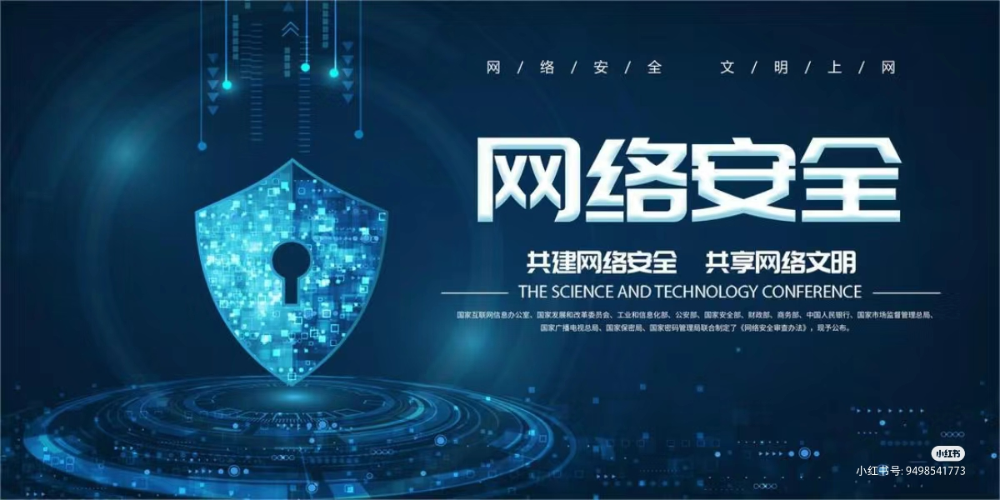 网/络/安/全 文/明/上/网
网络安全
共建网络安全 共享网络文明
THE SCIENCE AND TECHNOLOGY CONFERENCE
国家互联网信息办公室、国家发展和改革委员会、工业和信息化部、公安部、国家安全部、财政部、商务部、中国人民银行、国家市场监督管理总局、
国家广播电视总局、国家保密局、国家密码管理局联合制定了《网络安全审查办法》，现予公布。
小红书
小红书号: 9498541773